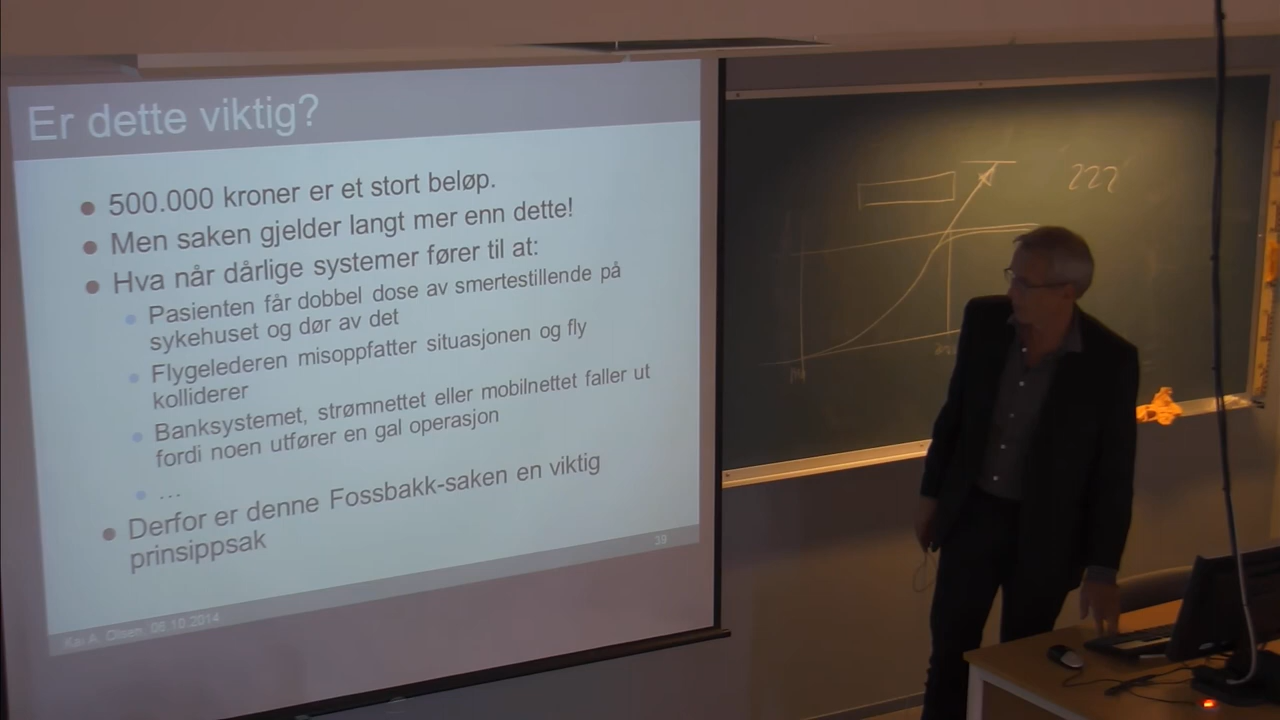 Er dette viktig?
500.000 kroner er et stort beløp.
Men saken gjelder langt mer enn dette!
Hva når dårlige systemer fører til at:
Pasienten får dobbel dose av smertestillende på
sykehuset og dør av det
Flygelederen misoppfatter situasjonen og fly
kolliderer
Banksystemet, strømnettet eller mobilnettet faller ut
fordi noen utfører en gal operasjon
...
Derfor er denne Fossbakk-saken en viktig
prinsippsak
39
Kai A. Olsen, 06.10.2014
222